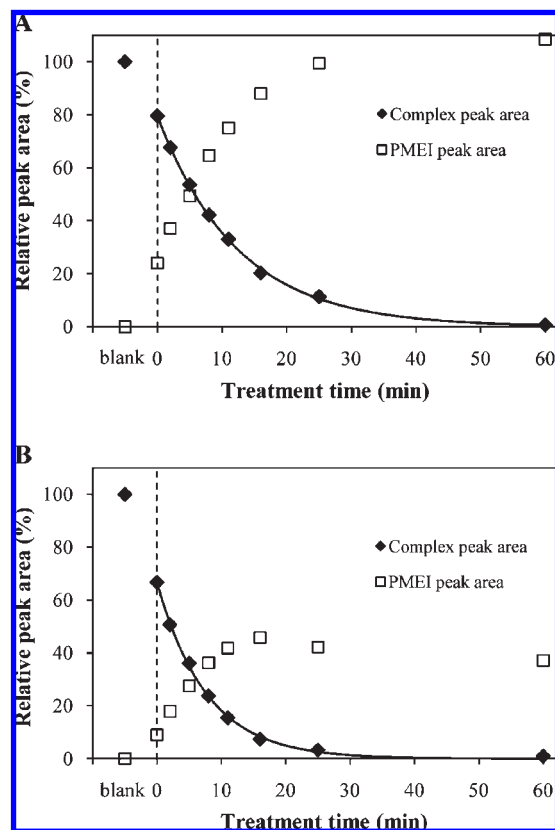 A
Relative peak area (%)
100
80
60
40
20
0
Complex peak area
PMEI peak area
blank 0 10 20 30 40 50 60
Treatment time (min)
B
Relative peak area (%)
100
80
60
40
20
0
Complex peak area
PMEI peak area
blank 0 10 20 30 40 50 60
Treatment time (min)